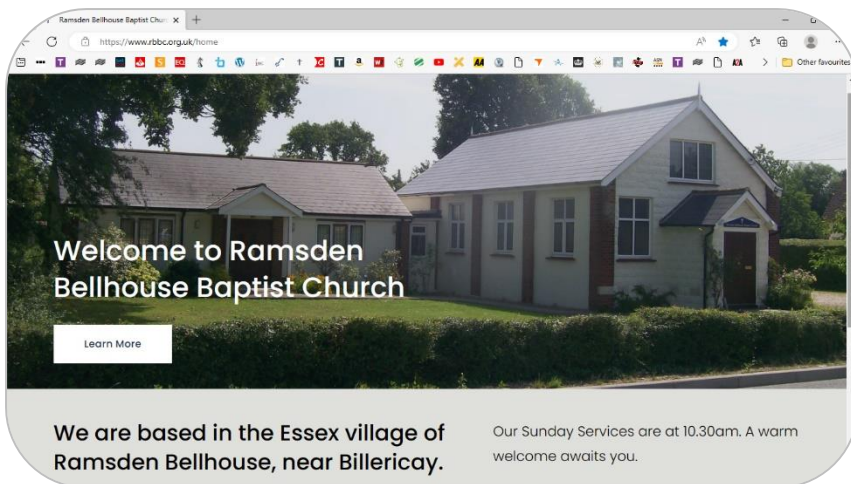 Ramsden Bellhouse Baptist Chur
https://www.rbbc.org.uk/home
Other favourites
Welcome to Ramsden
Bellhouse Baptist Church
Learn More
We are based in the Essex village of
Ramsden Bellhouse, near Billericay.
Our Sunday Services are at 10.30am. A warm
welcome awaits you.